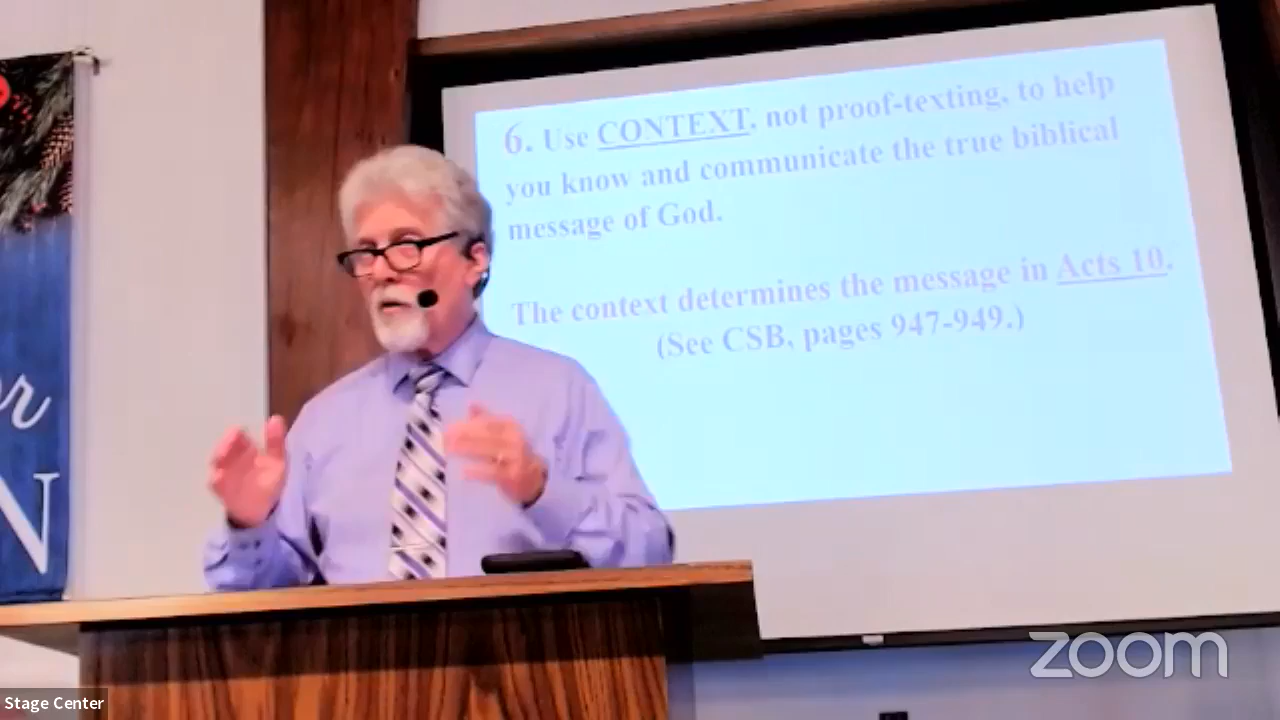 6. Use CONTEXT, not proof-texting, to help
you know and communicate the true biblical
message of God.
The context determines the message in Acts 10.
(See CSB, pages 947-949.)
or
N
zoom
Stage Center